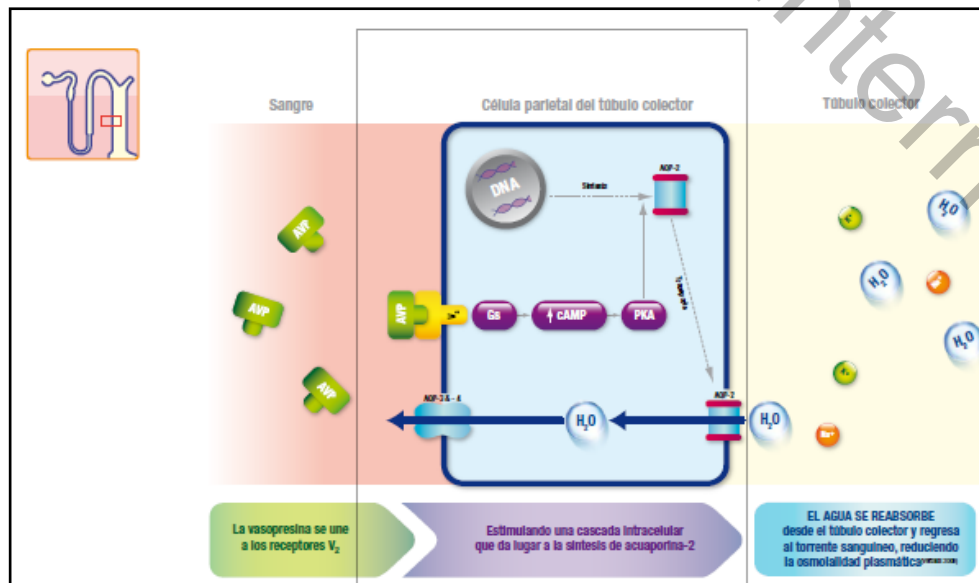 Sangre
Célula parietal del túbulo colector
Túbulo colector
DNA
Síntesis
AQP-2
AVP
AVP
AVP
AVP
Gs
↑ cAMP
PKA
AQP-3 & - 4
H₂O
AQP-2
H₂O
H₂O
H₂O
H₂O
K+
Na+
La vasopresina se une
a los receptores V₂
Estimulando una cascada intracelular
que da lugar a la síntesis de acuaporina-2
EL AGUA SE REABSORBE
desde el túbulo colector y regresa
al torrente sanguíneo, reduciendo
la osmolalidad plasmática